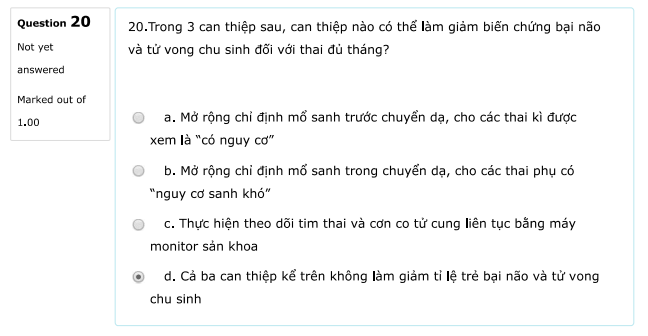 Question 20
Not yet
answered
Marked out of
1.00
20.Trong 3 can thiệp sau, can thiệp nào có thể làm giảm biến chứng bại não
và tử vong chu sinh đối với thai đủ tháng?
a. Mở rộng chỉ định mổ sanh trước chuyển dạ, cho các thai kì được
xem là “có nguy cơ”
b. Mở rộng chỉ định mổ sanh trong chuyển dạ, cho các thai phụ có
“nguy cơ sanh khó”
c. Thực hiện theo dõi tim thai và cơn co tử cung liên tục bằng máy
monitor sản khoa
d. Cả ba can thiệp kể trên không làm giảm tỉ lệ trẻ bại não và tử vong
chu sinh